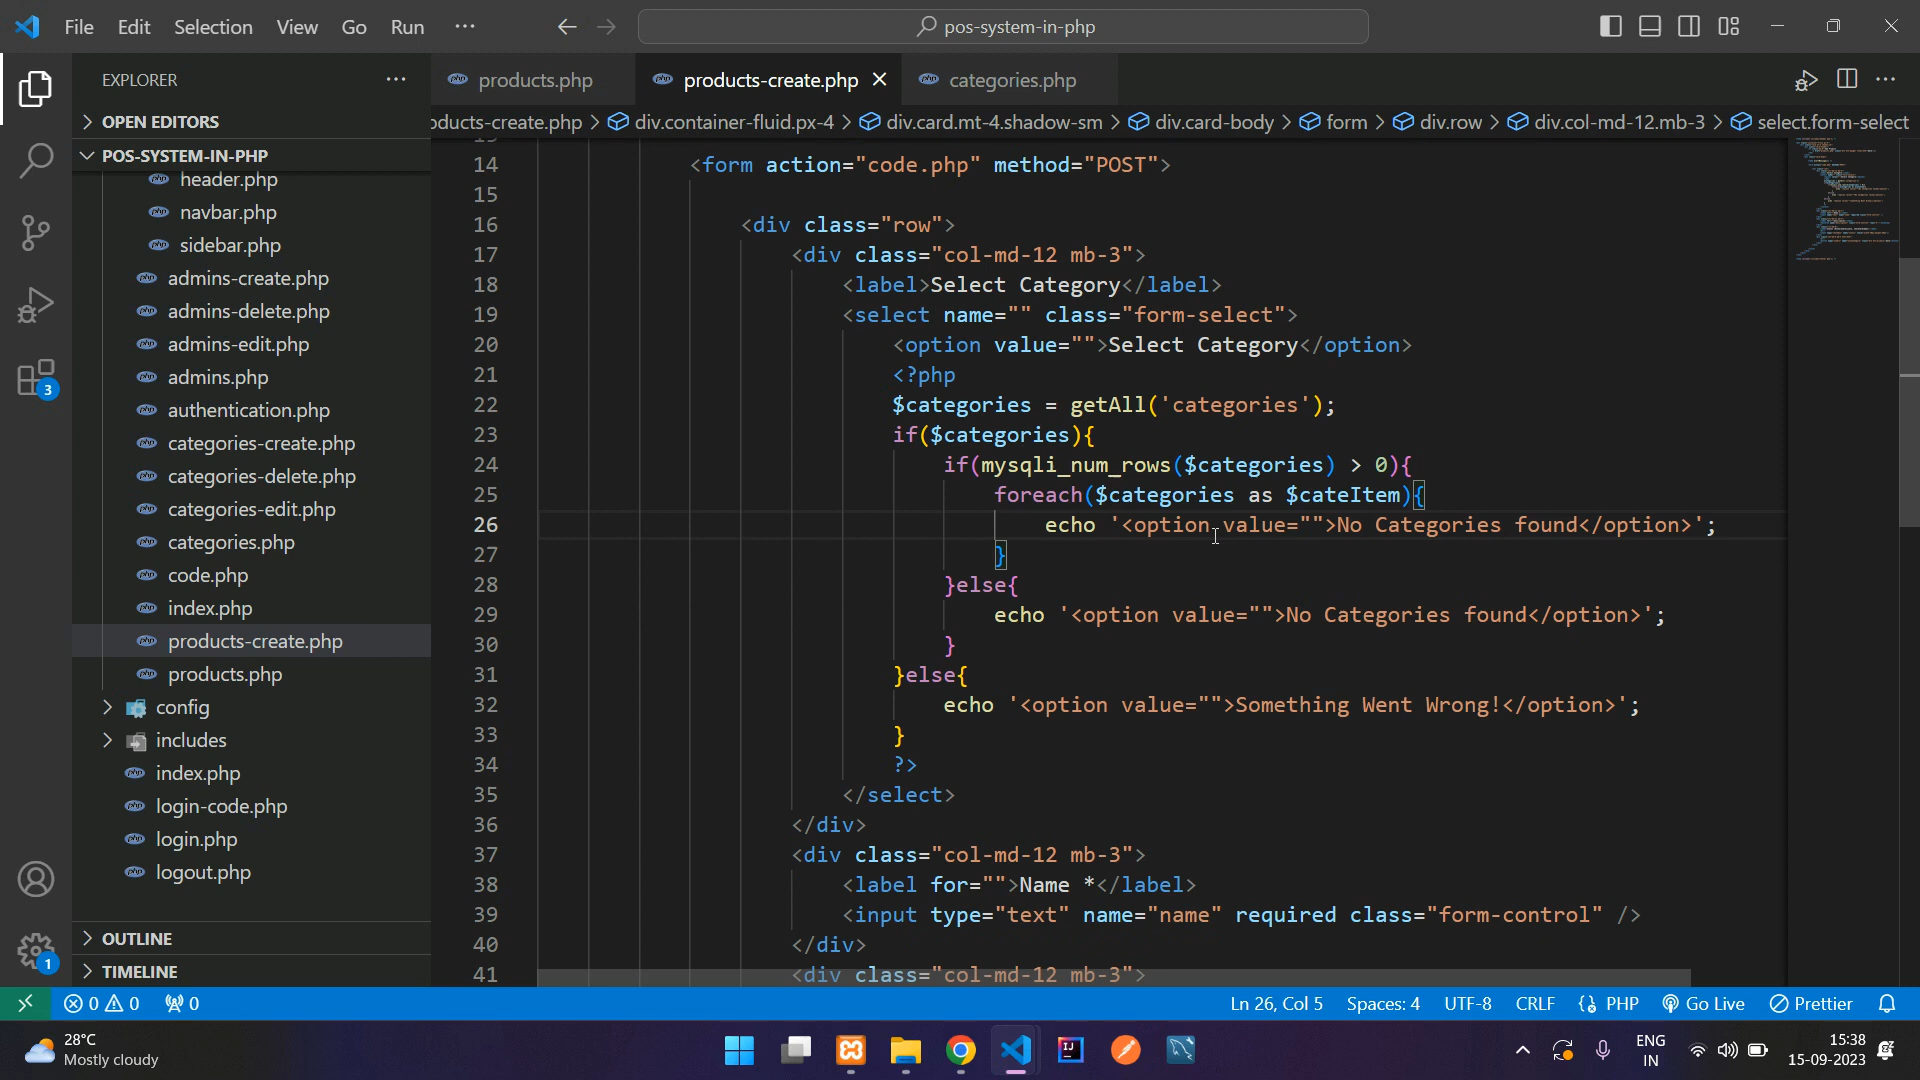 File Edit Selection View Go Run ···
pos-system-in-php
EXPLORER
OPEN EDITORS
POS-SYSTEM-IN-PHP
header.php
navbar.php
sidebar.php
admins-create.php
admins-delete.php
admins-edit.php
admins.php
authentication.php
categories-create.php
categories-delete.php
categories-edit.php
categories.php
code.php
index.php
products-create.php
products.php
config
includes
index.php
login-code.php
login.php
logout.php
OUTLINE
TIMELINE
3
1
products.php products-create.php categories.php
oducts-create.php > div.container-fluid.px-4 > div.card.mt-4.shadow-sm > div.card-body > form > div.row > div.col-md-12.mb-3 > select.form-select
14 <form action="code.php" method="POST">
15
16 <div class="row">
17 <div class="col-md-12 mb-3">
18 <label>Select Category</label>
19 <select name="" class="form-select">
20 <option value="">Select Category</option>
21 <?php
22 $categories = getAll('categories');
23 if($categories){
24 if(mysqli_num_rows($categories) > 0){
25 foreach($categories as $cateItem){
26 echo '<option value="">No Categories found</option>';
27 }
28 }else{
29 echo '<option value="">No Categories found</option>';
30 }
31 }else{
32 echo '<option value="">Something Went Wrong!</option>';
33 }
34 ?>
35 </select>
36 </div>
37 <div class="col-md-12 mb-3">
38 <label for="">Name *</label>
39 <input type="text" name="name" required class="form-control" />
40 </div>
41 <div class="col-md-12 mb-3">
0 0 0 Ln 26, Col 5 Spaces: 4 UTF-8 CRLF PHP Go Live Prettier
28°C
Mostly cloudy
ENG
IN
15:38
15-09-2023